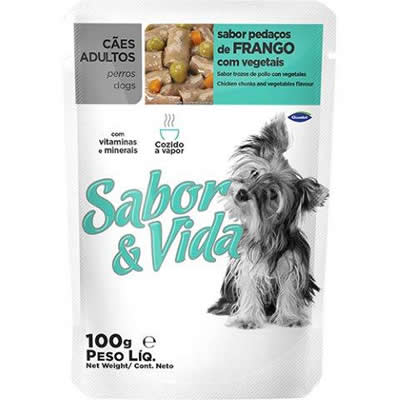 CÃES
ADULTOS
perros
dogs
sabor pedaços
de FRANGO
com vegetais
Sabor trozos de pollo con vegetales
Chicken chunks and vegetables flavour
com
vitaminas
e minerais
Cozido
a vapor
Sabor
& Vida
100g ℮
PESO LÍQ.
Net Weight/ Cont. Neto